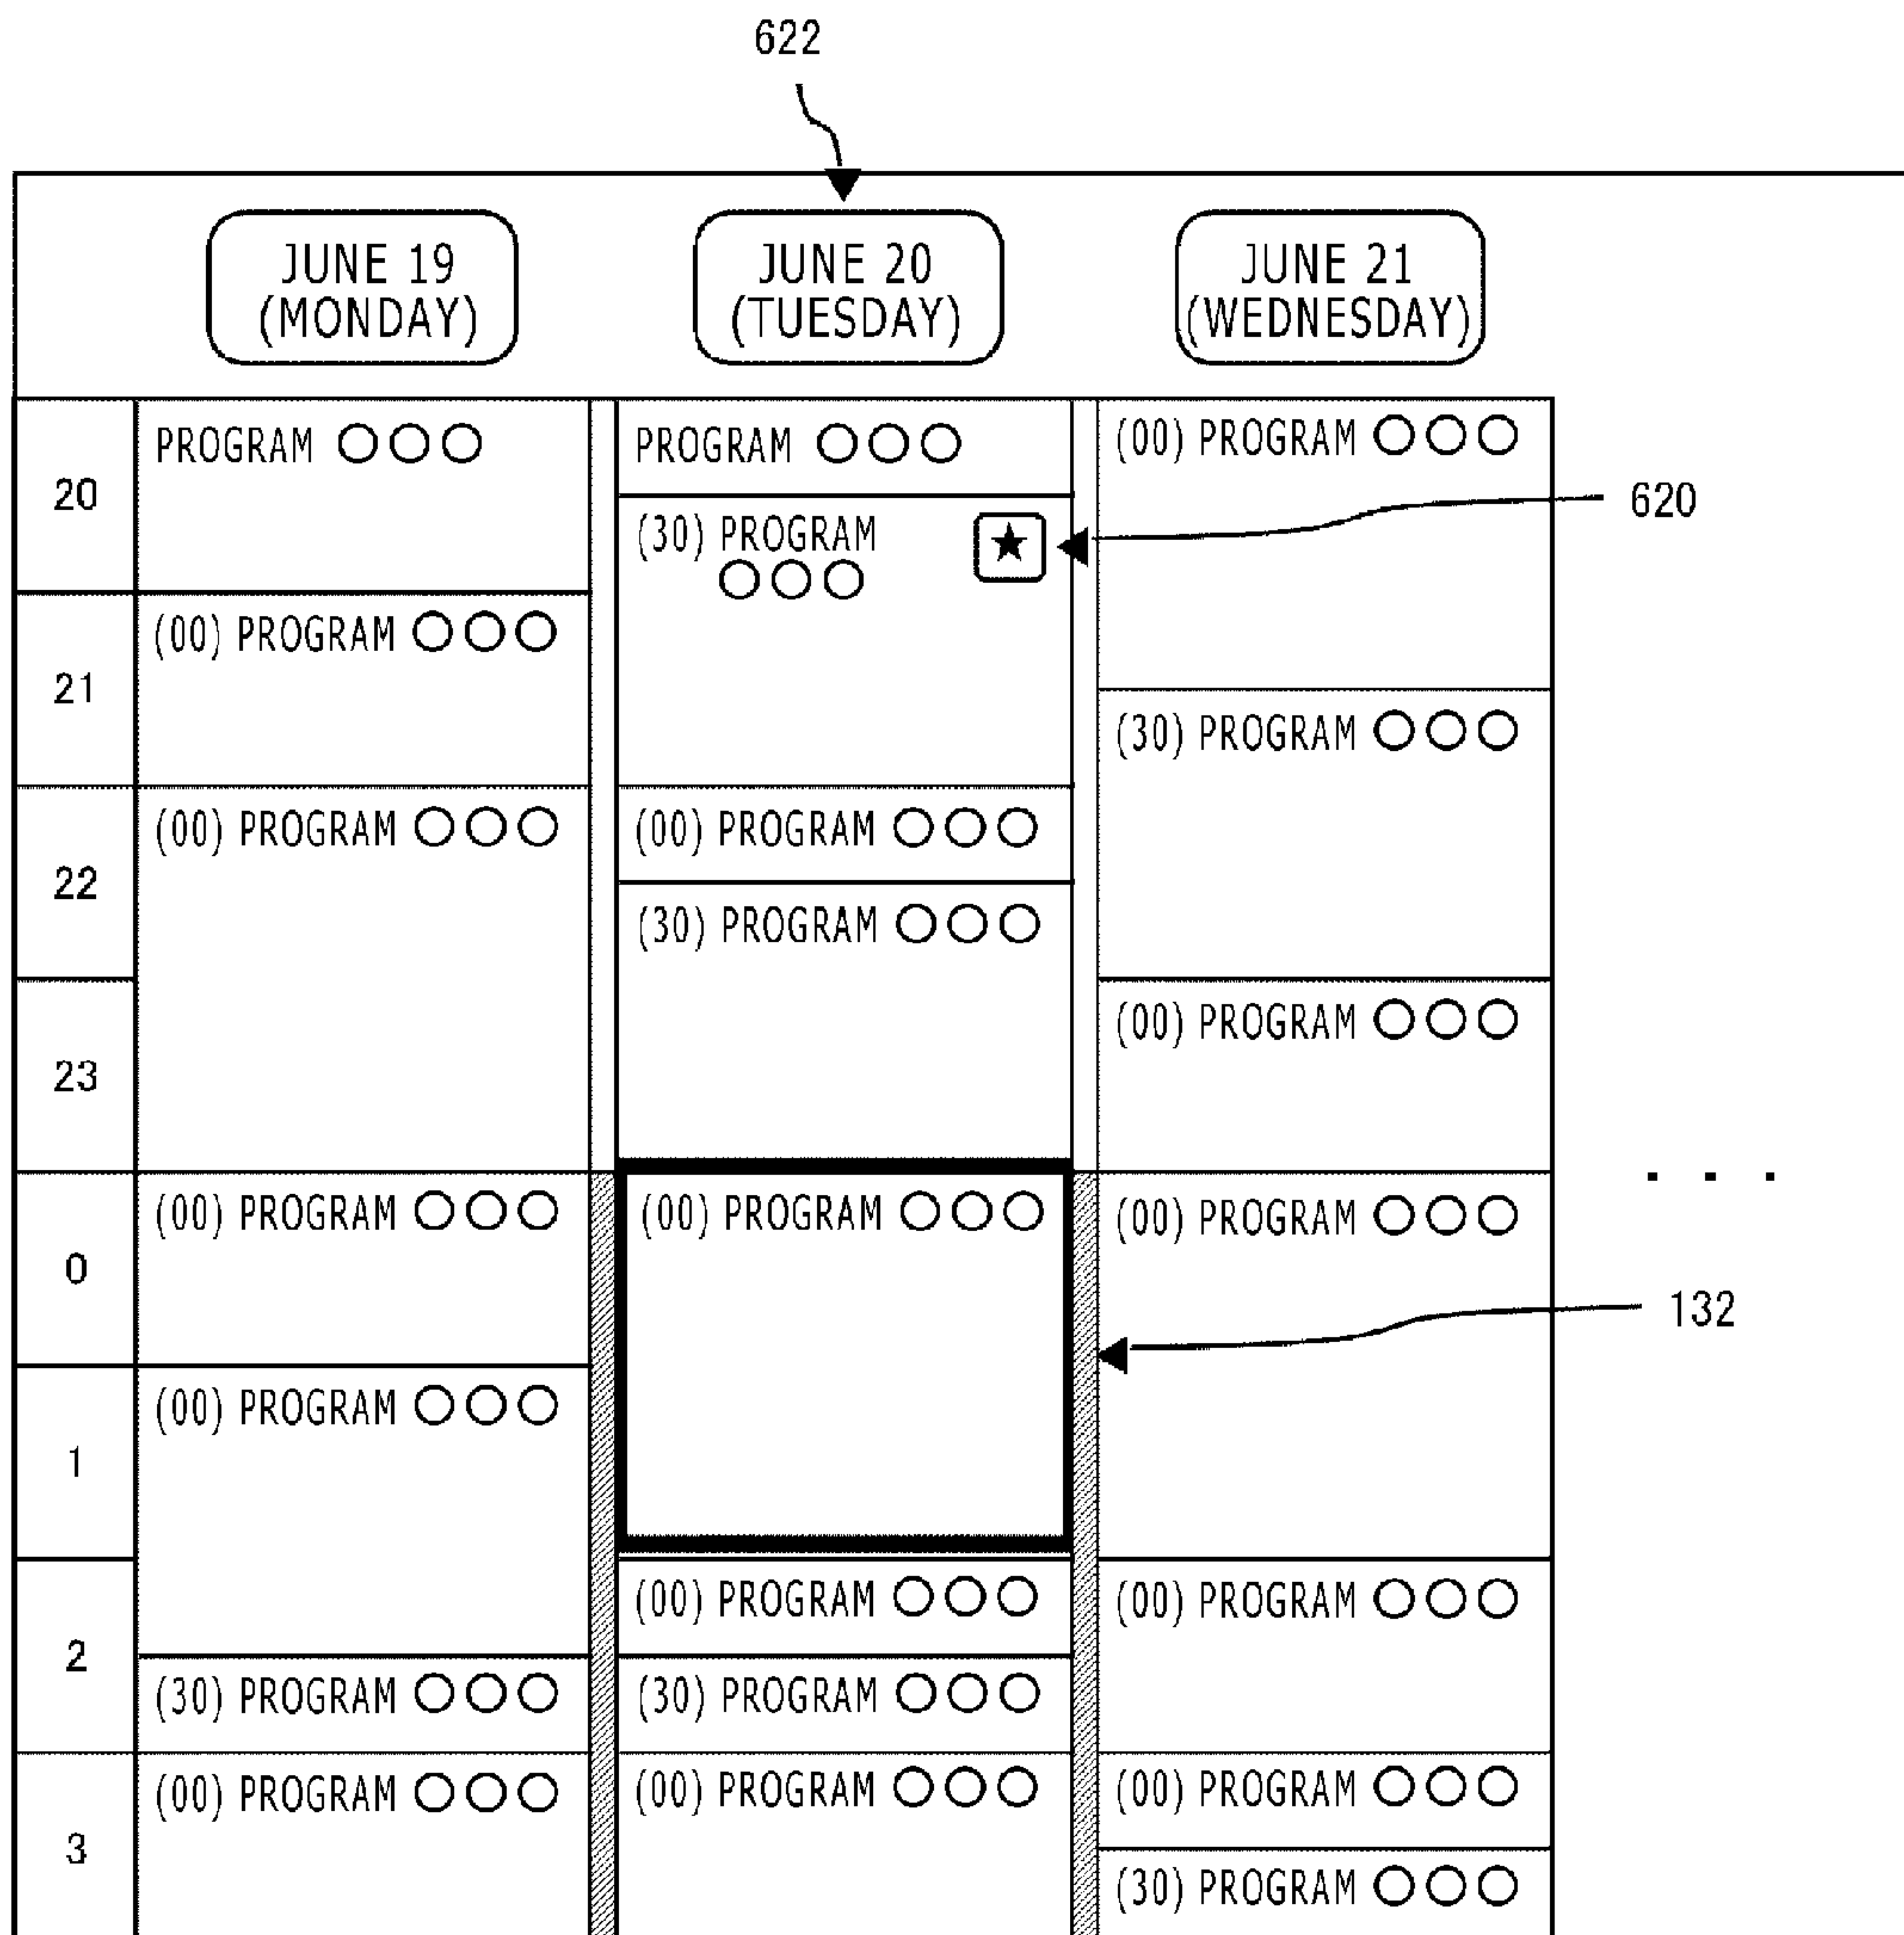 622
JUNE 19
(MONDAY)
JUNE 20
(TUESDAY)
JUNE 21
(WEDNESDAY)
20
21
22
23
0
1
2
3
PROGRAM ○○○
(00) PROGRAM ○○○
(00) PROGRAM ○○○
(00) PROGRAM ○○○
(00) PROGRAM ○○○
(30) PROGRAM ○○○
(00) PROGRAM ○○○
PROGRAM ○○○
(30) PROGRAM
○○○
★
(00) PROGRAM ○○○
(30) PROGRAM ○○○
(00) PROGRAM ○○○
(00) PROGRAM ○○○
(30) PROGRAM ○○○
(00) PROGRAM ○○○
(00) PROGRAM ○○○
(30) PROGRAM ○○○
(00) PROGRAM ○○○
(00) PROGRAM ○○○
(00) PROGRAM ○○○
(00) PROGRAM ○○○
(30) PROGRAM ○○○
620
. . .
132